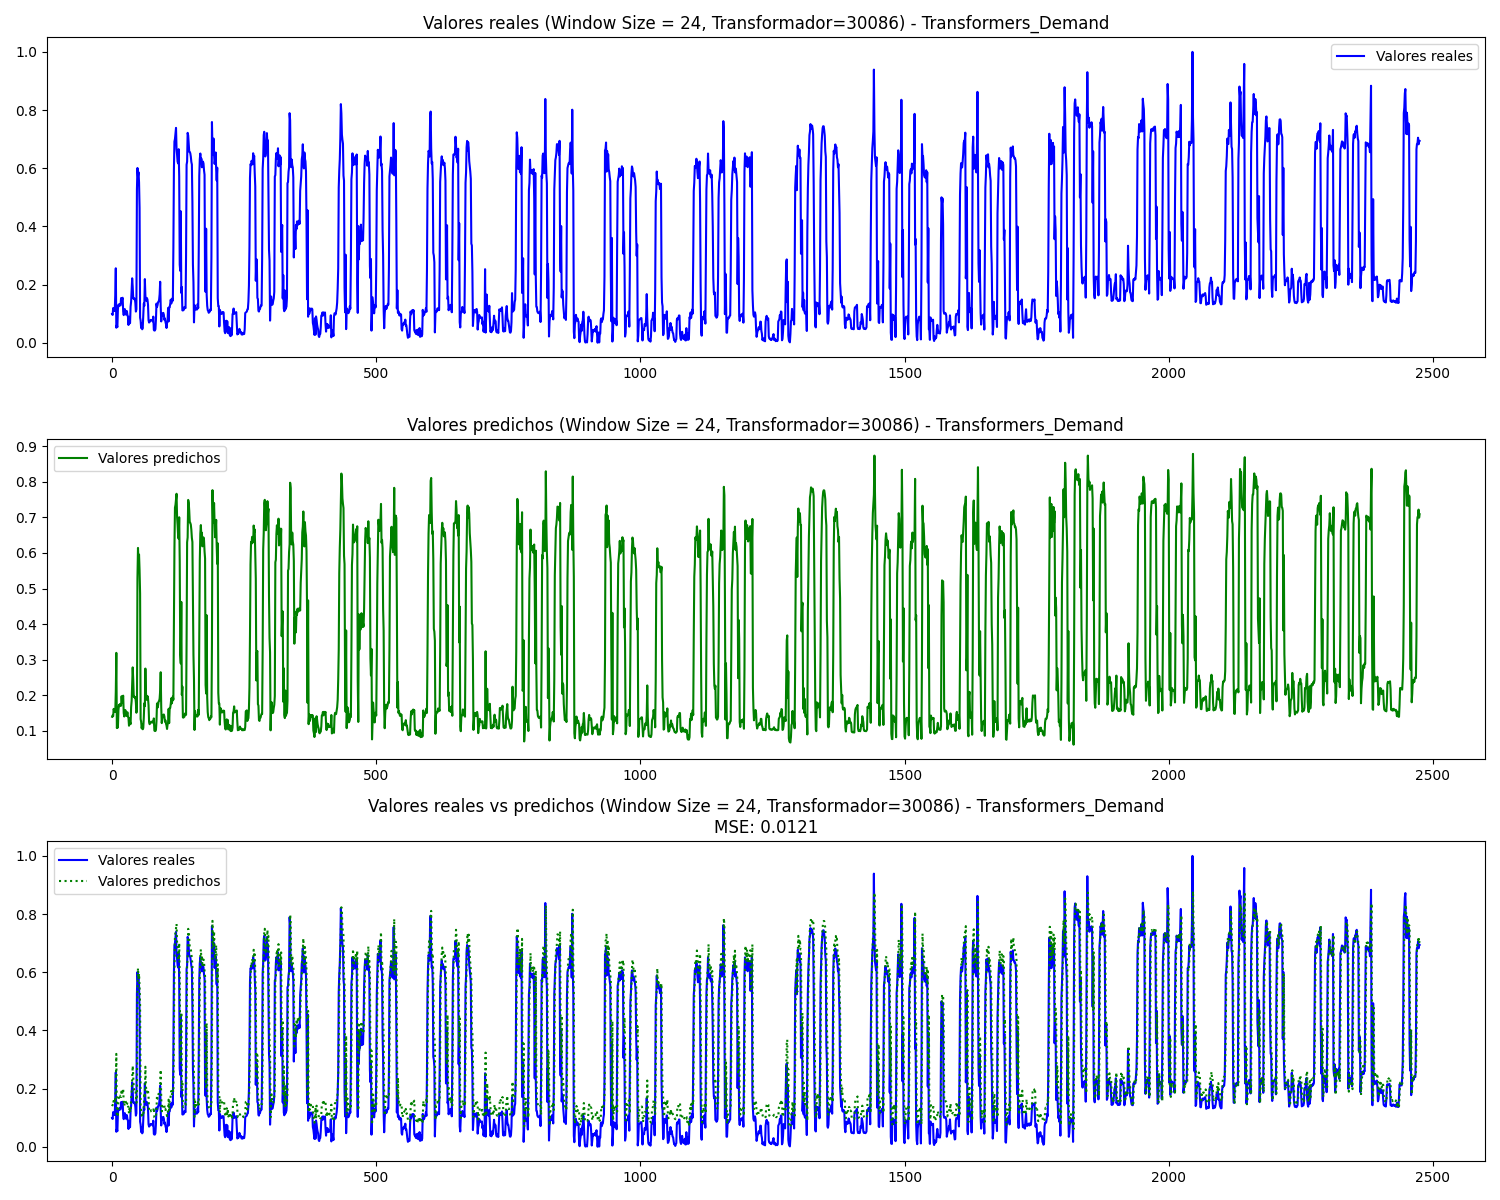 Valores reales (Window Size = 24, Transformador=30086) - Transformers_Demand
1.0
0.8
0.6
0.4
0.2
0.0
Valores reales
0 500 1000 1500 2000 2500
Valores predichos (Window Size = 24, Transformador=30086) - Transformers_Demand
0.9
0.8
0.7
0.6
0.5
0.4
0.3
0.2
0.1
Valores predichos
0 500 1000 1500 2000 2500
Valores reales vs predichos (Window Size = 24, Transformador=30086) - Transformers_Demand
MSE: 0.0121
1.0
0.8
0.6
0.4
0.2
0.0
Valores reales
Valores predichos
0 500 1000 1500 2000 2500